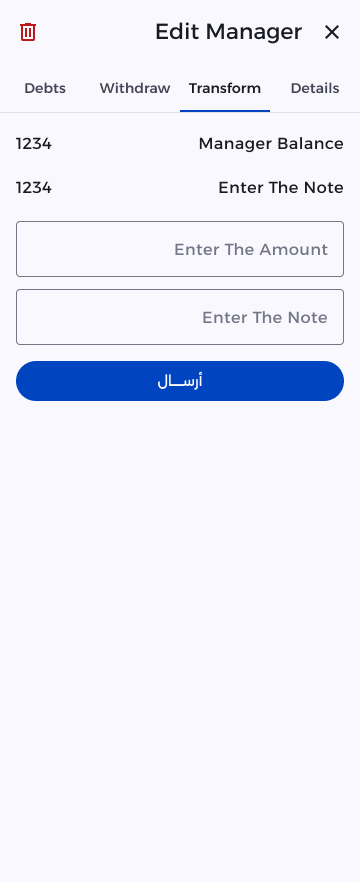 Edit Manager
Debts Withdraw Transform Details
1234 Manager Balance
1234 Enter The Note
Enter The Amount
Enter The Note
أرســـال